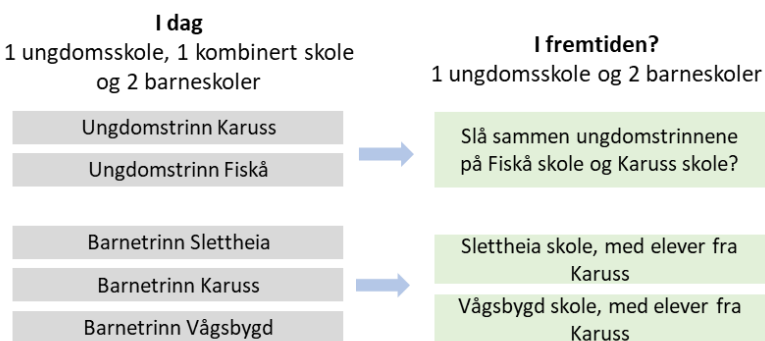 I dag
1 ungdomsskole, 1 kombinert skole
og 2 barneskoler
Ungdomstrinn Karuss
Ungdomstrinn Fiskå
Barnetrinn Slettheia
Barnetrinn Karuss
Barnetrinn Vågsbygd
I fremtiden?
1 ungdomsskole og 2 barneskoler
Slå sammen ungdomstrinnene
på Fiskå skole og Karuss skole?
Slettheia skole, med elever fra
Karuss
Vågsbygd skole, med elever fra
Karuss